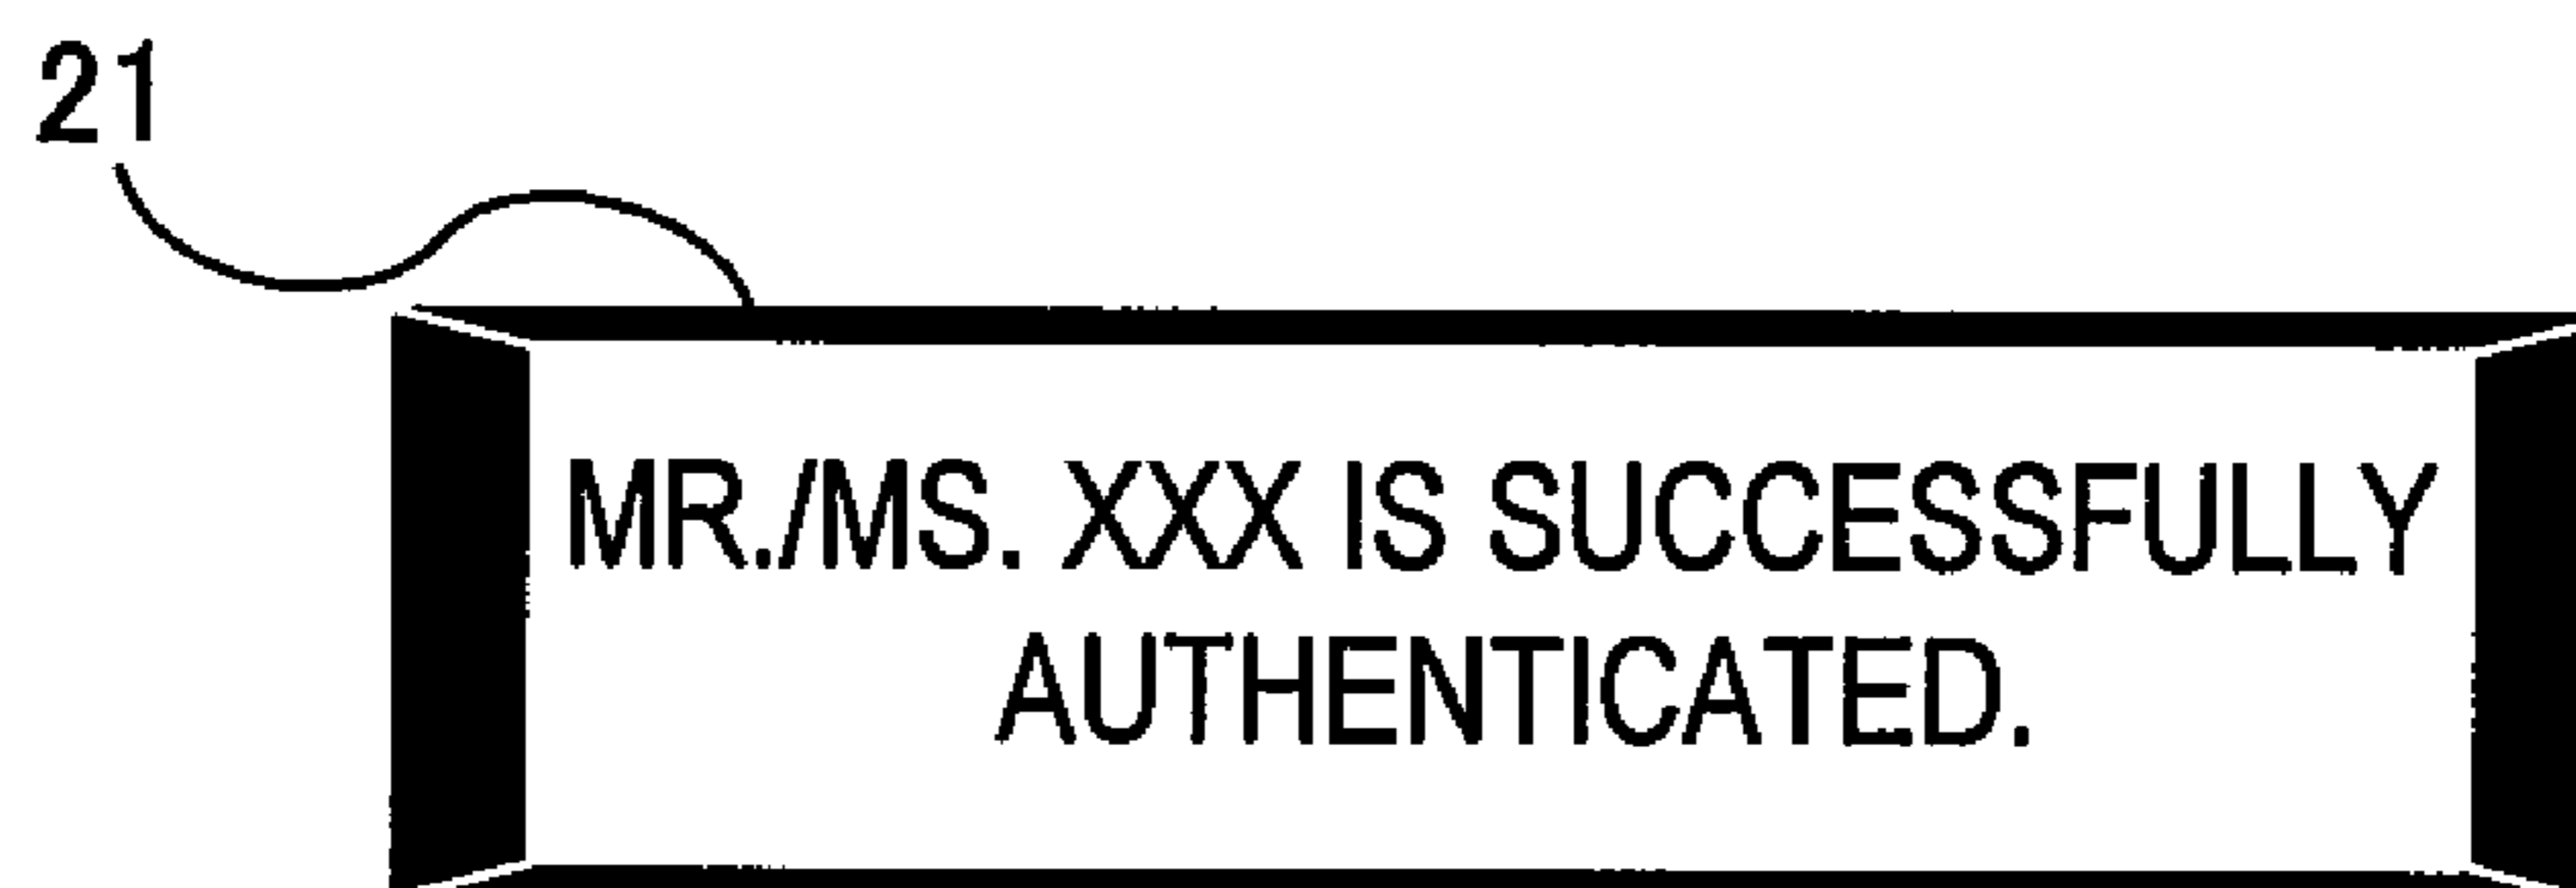 21
MR./MS. XXX IS SUCCESSFULLY
AUTHENTICATED.